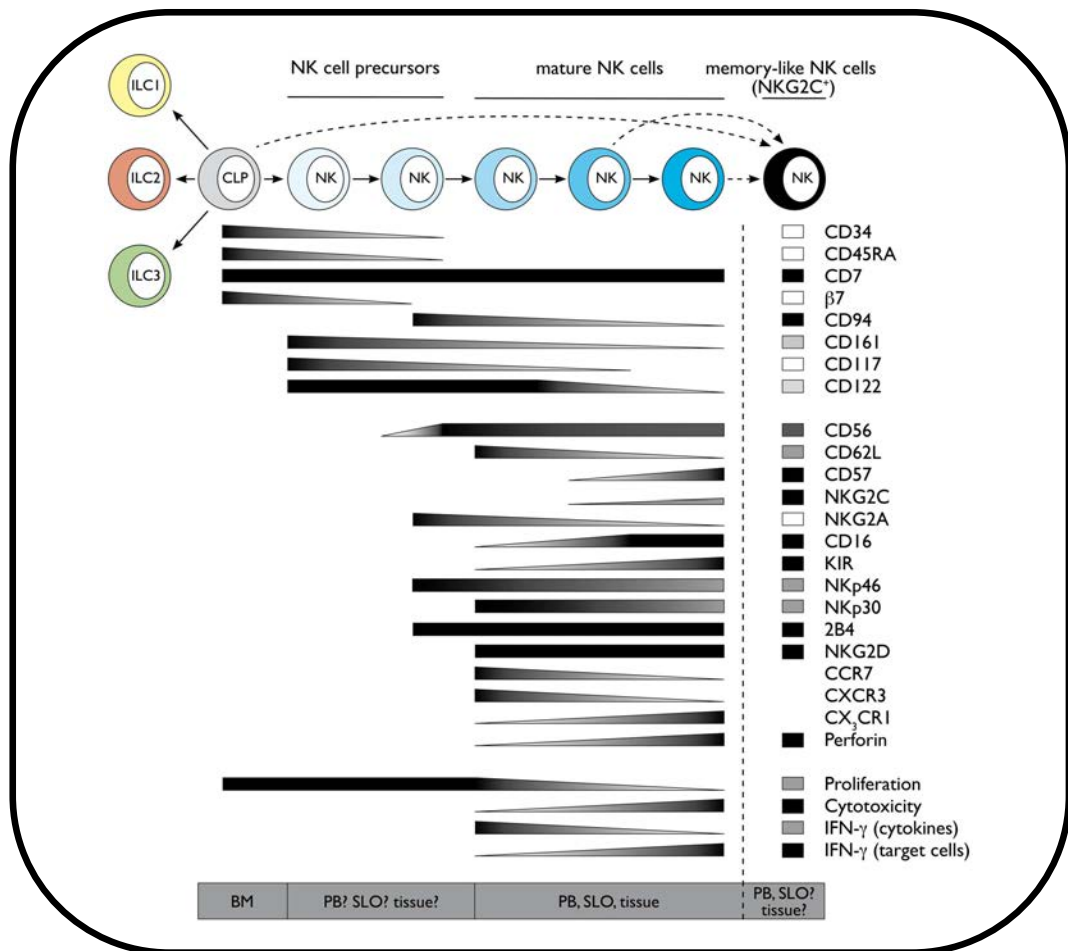 NK cell precursors
mature NK cells
memory-like NK cells
(NKG2C⁺)
ILC1
ILC2
CLP
NK
NK
NK
NK
NK
NK
ILC3
CD34
CD45RA
CD7
β7
CD94
CD161
CD117
CD122
CD56
CD62L
CD57
NKG2C
NKG2A
CD16
KIR
NKp46
NKp30
2B4
NKG2D
CCR7
CXCR3
CX₃CR1
Perforin
Proliferation
Cytotoxicity
IFN-γ (cytokines)
IFN-γ (target cells)
BM
PB? SLO? tissue?
PB, SLO, tissue
PB, SLO?
tissue?